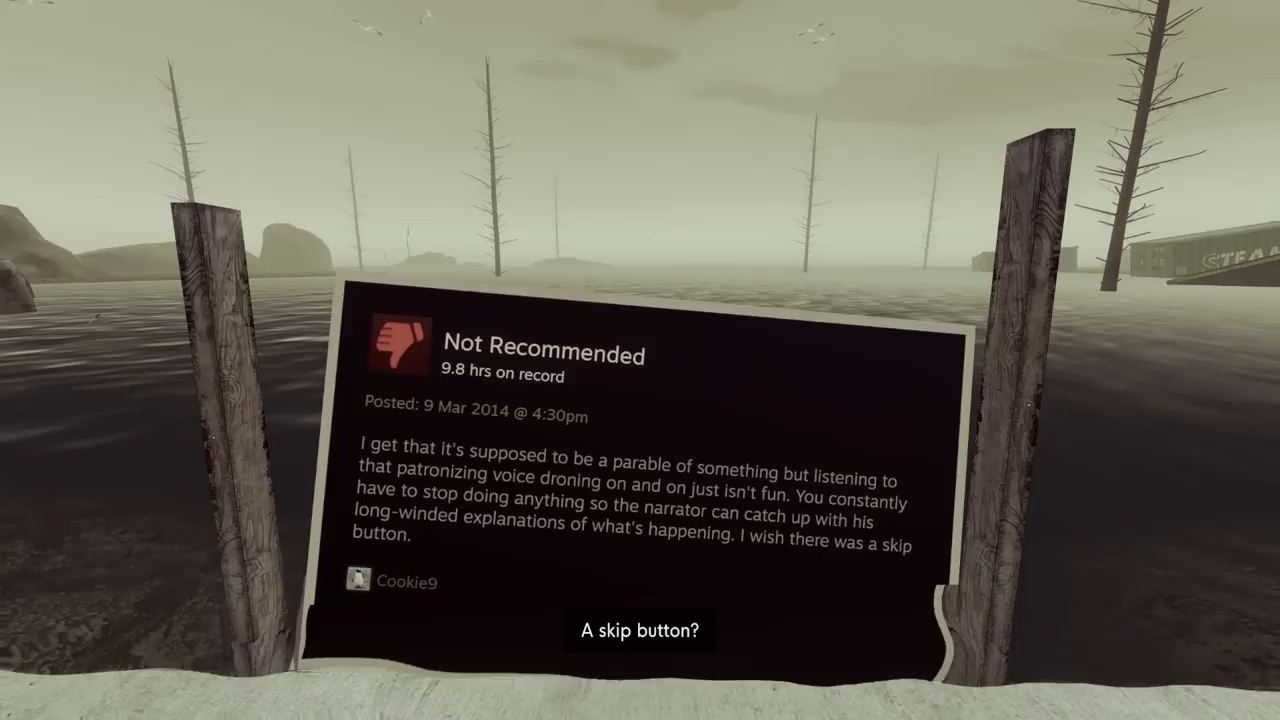 STEAM
Not Recommended
9.8 hrs on record
Posted: 9 Mar 2014 @ 4:30pm
I get that it's supposed to be a parable of something but listening to
that patronizing voice droning on and on just isn't fun. You constantly
have to stop doing anything so the narrator can catch up with his
long-winded explanations of what's happening. I wish there was a skip
button.
Cookie9
A skip button?